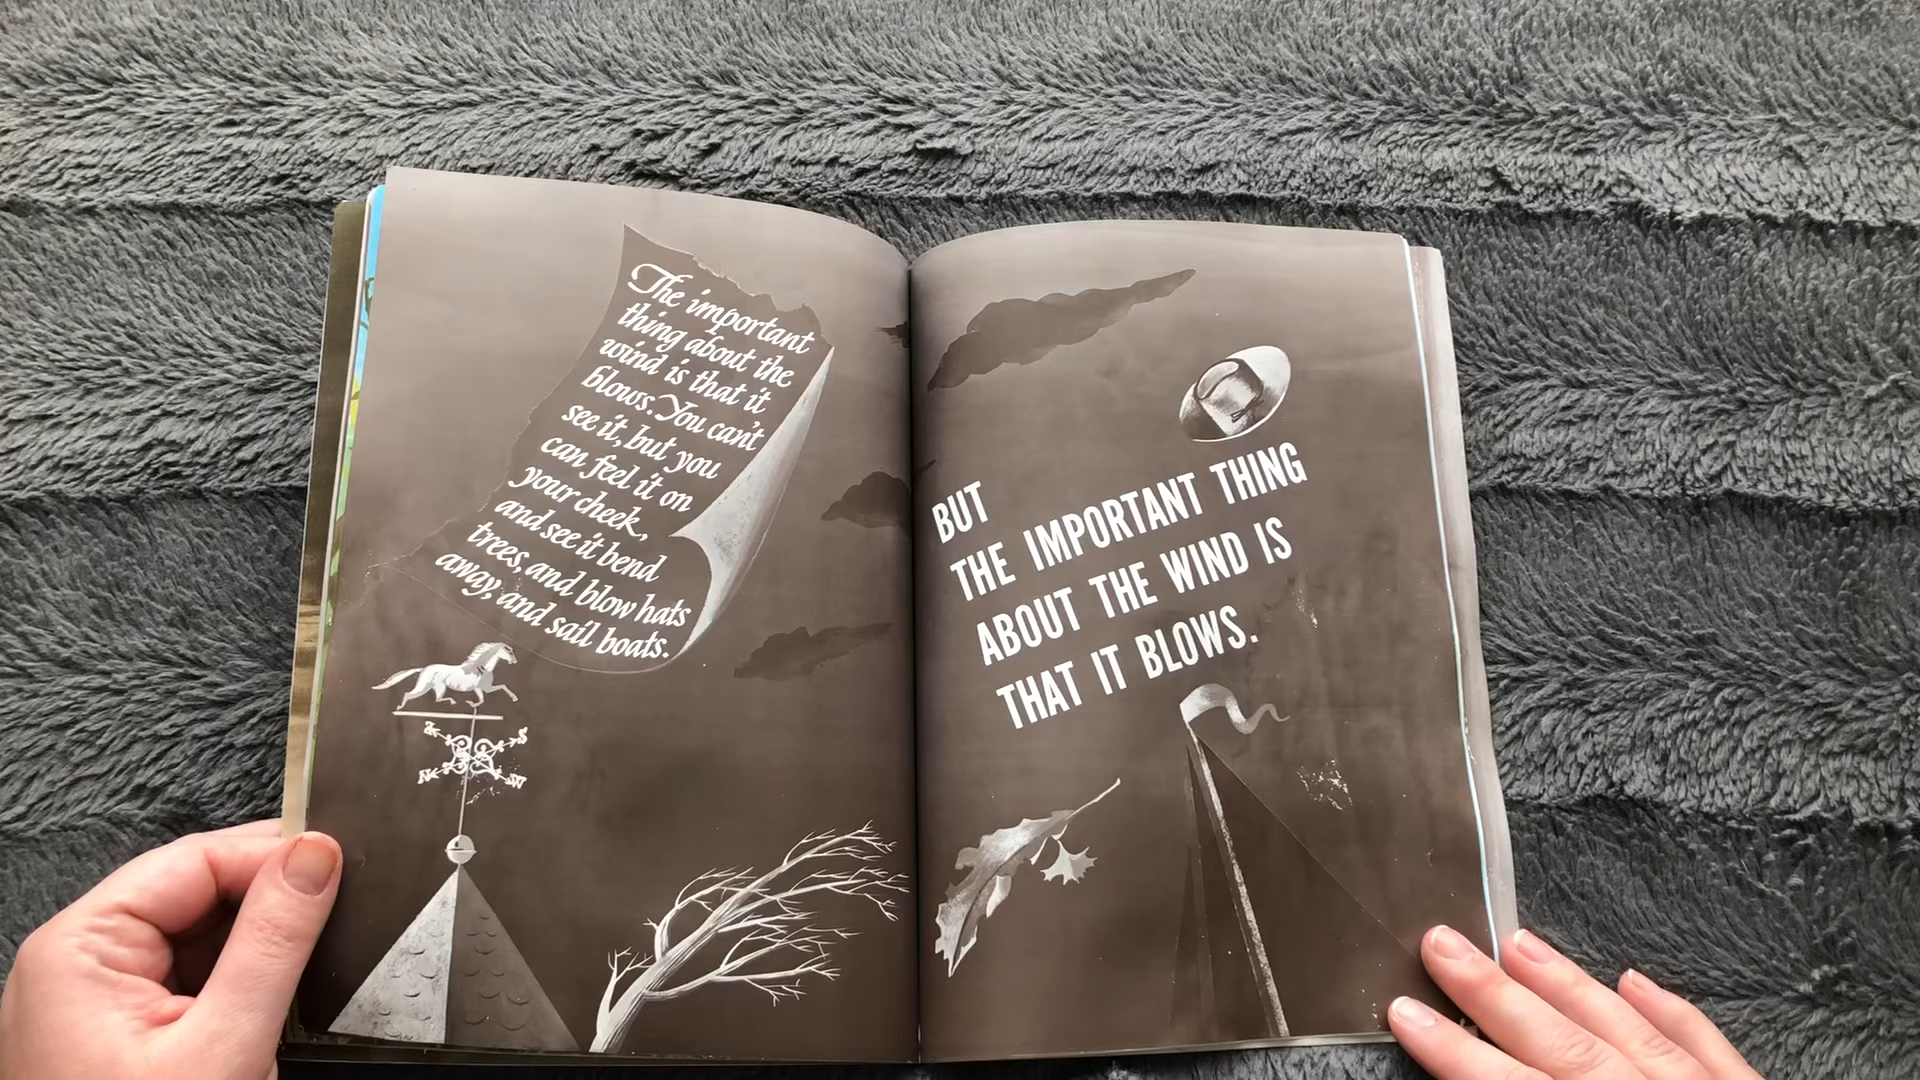 The important
thing about the
wind is that it
blows. You can't
see it, but you
can feel it on
your cheek,
and see it bend
trees, and blow hats
away, and sail boats.
BUT
THE IMPORTANT THING
ABOUT THE WIND IS
THAT IT BLOWS.